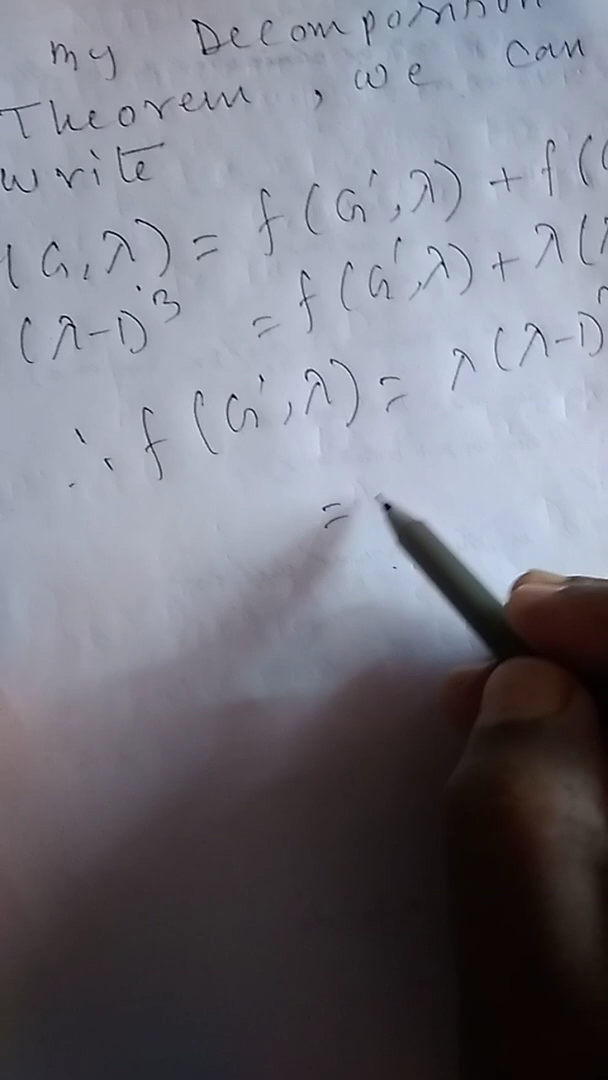 my Decomposition
Theorem, we can
write
(G,λ) = f(G',λ) + f(G
(λ-1)^3 = f(G',λ) + λ(λ
∴ f(G',λ) = λ(λ-1)
=